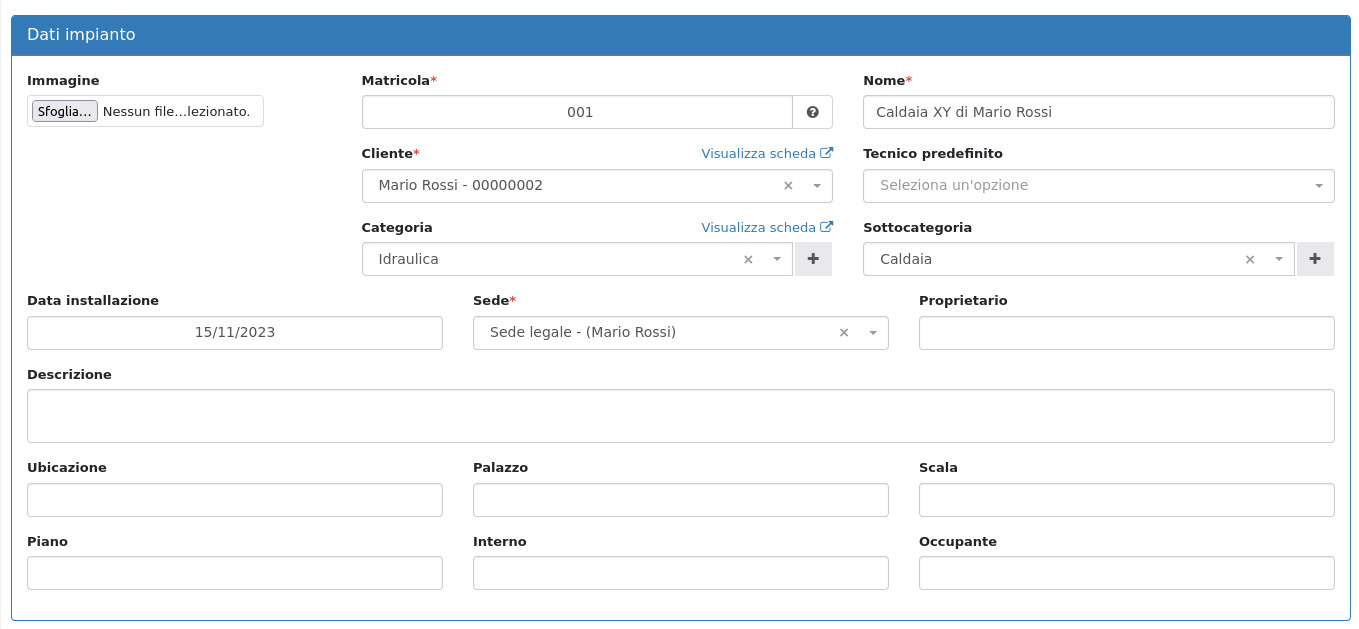 Dati impianto
Immagine
Matricola*
Nome*
Sfoglia... Nessun file...lezionato.
001
Caldaia XY di Mario Rossi
Cliente*
Visualizza scheda
Tecnico predefinito
Mario Rossi - 00000002 ×
Seleziona un'opzione
Categoria
Visualizza scheda
Sottocategoria
Idraulica × +
Caldaia × +
Data installazione
Sede*
Proprietario
15/11/2023
Sede legale - (Mario Rossi) ×
Descrizione
Ubicazione
Palazzo
Scala
Piano
Interno
Occupante